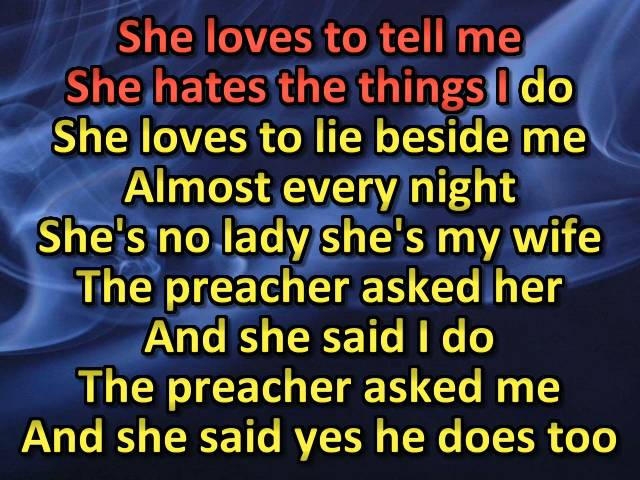 She loves to tell me
She hates the things I do
She loves to lie beside me
Almost every night
She's no lady she's my wife
The preacher asked her
And she said I do
The preacher asked me
And she said yes he does too